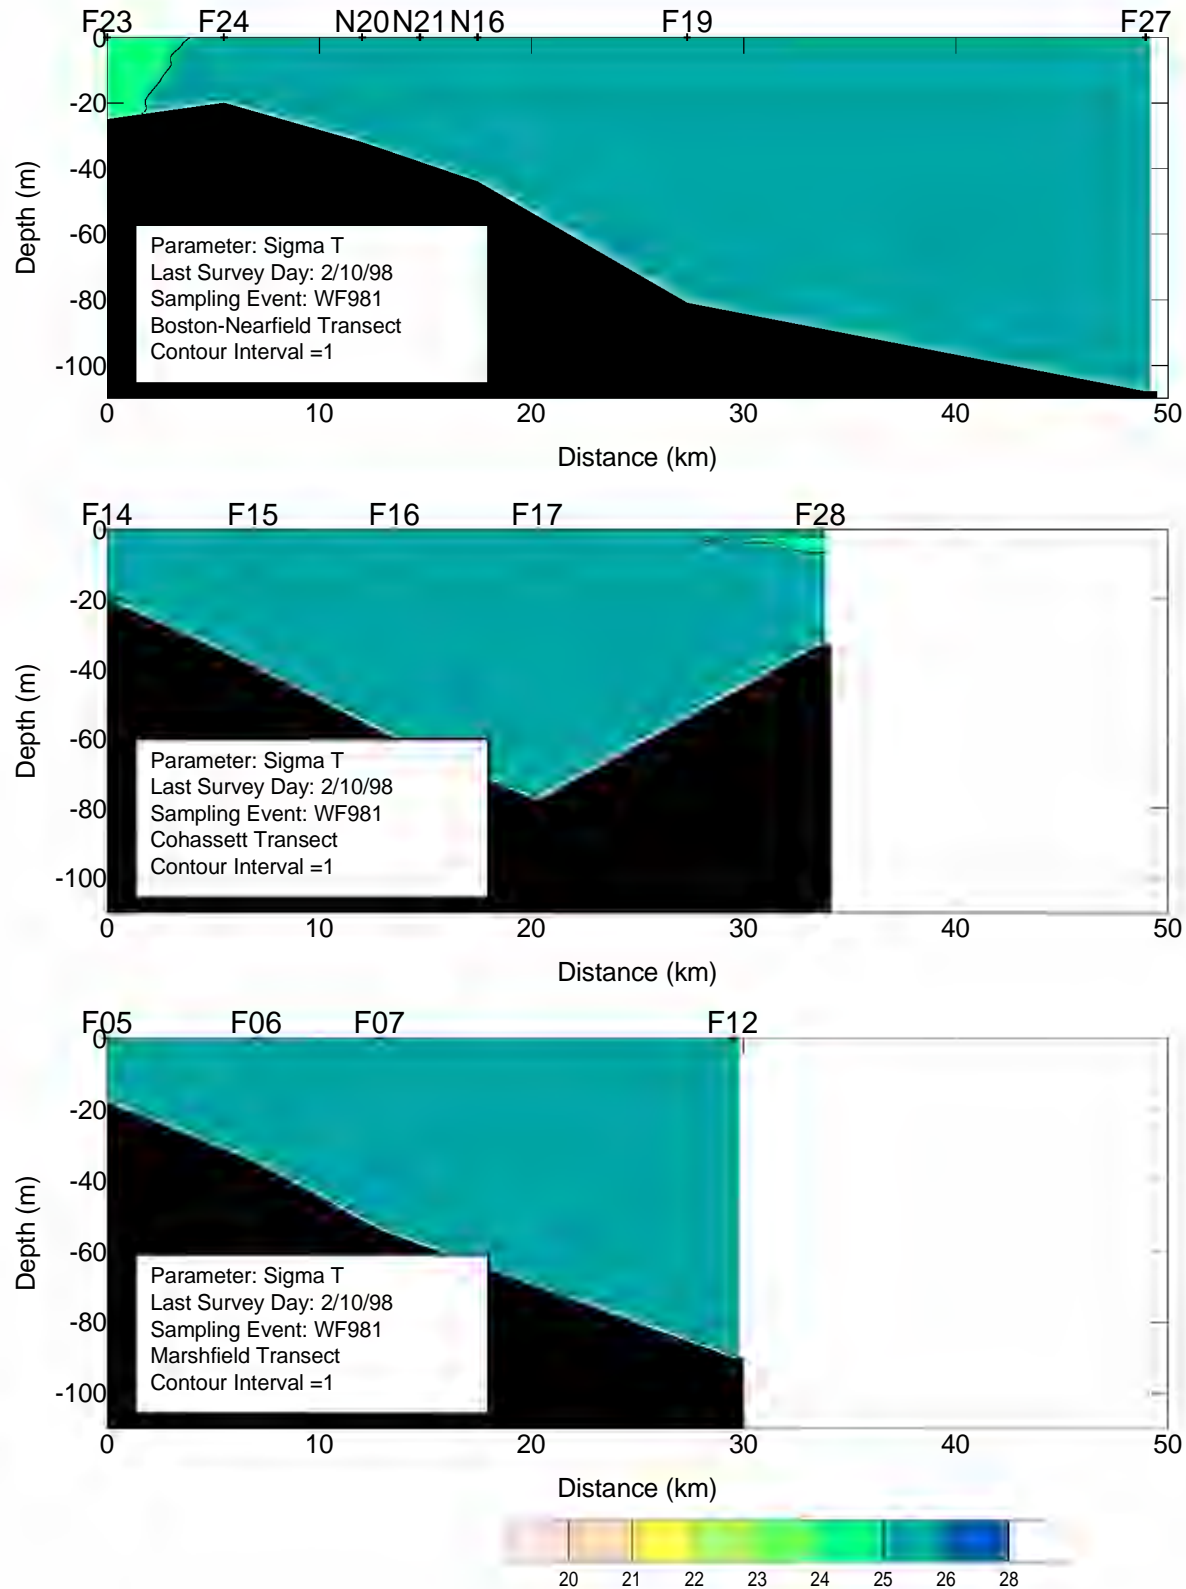 F23 F24 N20 N21 N16 F19 F27
0
-20
-40
-60
-80
-100
Depth (m)
Parameter: Sigma T
Last Survey Day: 2/10/98
Sampling Event: WF981
Boston-Nearfield Transect
Contour Interval =1
0 10 20 30 40 50
Distance (km)
F14 F15 F16 F17 F28
0
-20
-40
-60
-80
-100
Depth (m)
Parameter: Sigma T
Last Survey Day: 2/10/98
Sampling Event: WF981
Cohassett Transect
Contour Interval =1
0 10 20 30 40 50
Distance (km)
F05 F06 F07 F12
0
-20
-40
-60
-80
-100
Depth (m)
Parameter: Sigma T
Last Survey Day: 2/10/98
Sampling Event: WF981
Marshfield Transect
Contour Interval =1
0 10 20 30 40 50
Distance (km)
20 21 22 23 24 25 26 28